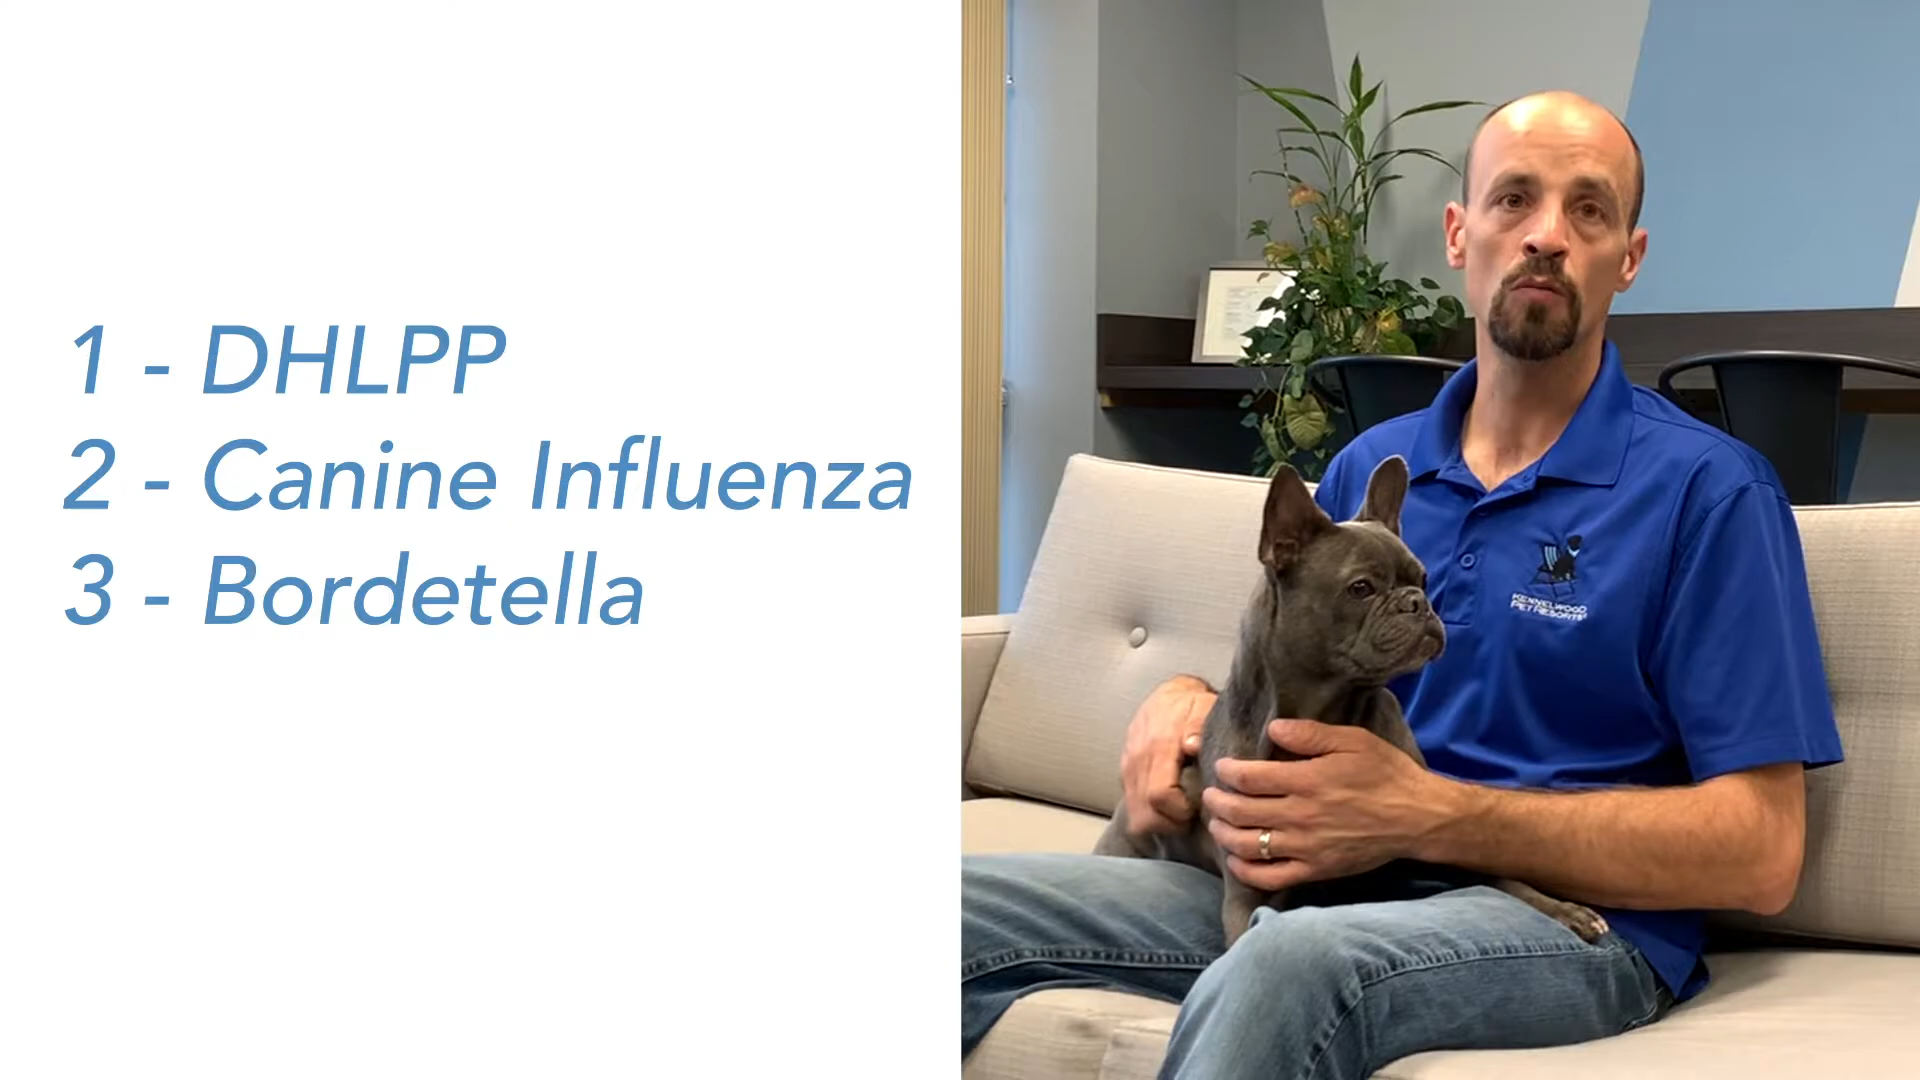 1 - DHLPP
2 - Canine Influenza
3 - Bordetella
KENNELWOOD
PET RESORTS